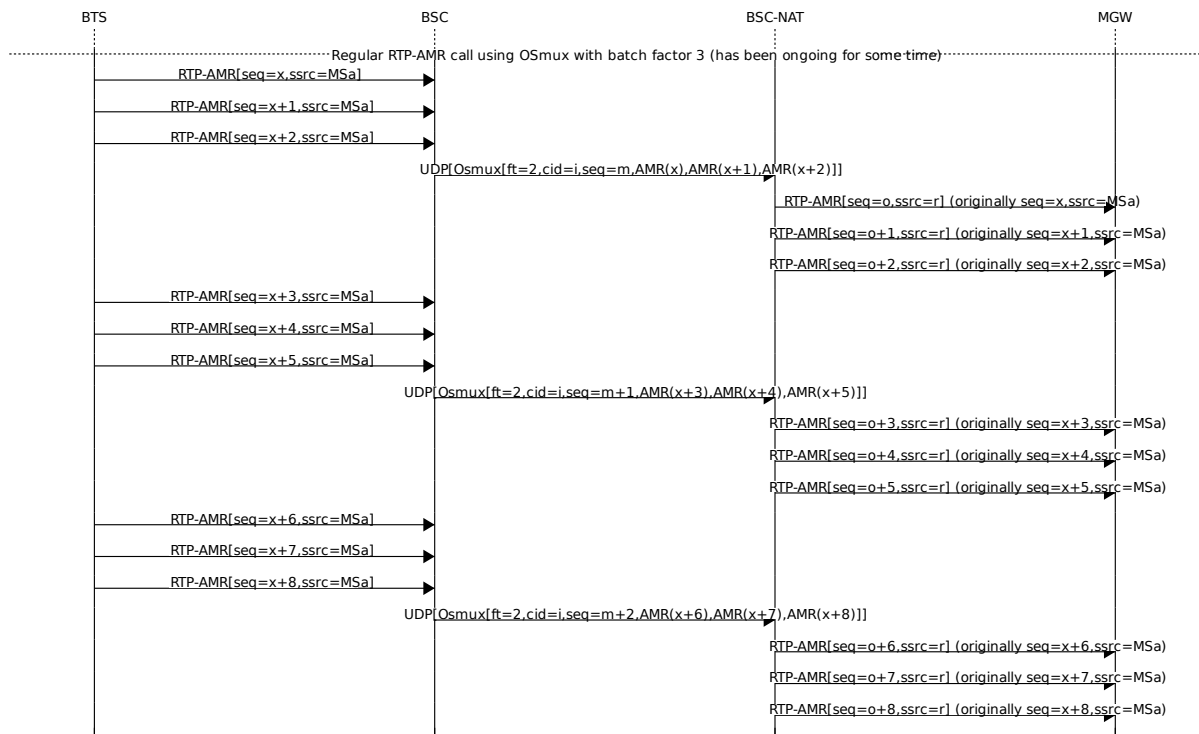 BTS BSC BSC-NAT MGW
Regular RTP-AMR call using OSmux with batch factor 3 (has been ongoing for some time)
RTP-AMR[seq=x,ssrc=MSa]
RTP-AMR[seq=x+1,ssrc=MSa]
RTP-AMR[seq=x+2,ssrc=MSa]
UDP[Osmux[ft=2,cid=i,seq=m,AMR(x),AMR(x+1),AMR(x+2)]]
RTP-AMR[seq=o,ssrc=r] (originally seq=x,ssrc=MSa)
RTP-AMR[seq=o+1,ssrc=r] (originally seq=x+1,ssrc=MSa)
RTP-AMR[seq=o+2,ssrc=r] (originally seq=x+2,ssrc=MSa)
RTP-AMR[seq=x+3,ssrc=MSa]
RTP-AMR[seq=x+4,ssrc=MSa]
RTP-AMR[seq=x+5,ssrc=MSa]
UDP[Osmux[ft=2,cid=i,seq=m+1,AMR(x+3),AMR(x+4),AMR(x+5)]]
RTP-AMR[seq=o+3,ssrc=r] (originally seq=x+3,ssrc=MSa)
RTP-AMR[seq=o+4,ssrc=r] (originally seq=x+4,ssrc=MSa)
RTP-AMR[seq=o+5,ssrc=r] (originally seq=x+5,ssrc=MSa)
RTP-AMR[seq=x+6,ssrc=MSa]
RTP-AMR[seq=x+7,ssrc=MSa]
RTP-AMR[seq=x+8,ssrc=MSa]
UDP[Osmux[ft=2,cid=i,seq=m+2,AMR(x+6),AMR(x+7),AMR(x+8)]]
RTP-AMR[seq=o+6,ssrc=r] (originally seq=x+6,ssrc=MSa)
RTP-AMR[seq=o+7,ssrc=r] (originally seq=x+7,ssrc=MSa)
RTP-AMR[seq=o+8,ssrc=r] (originally seq=x+8,ssrc=MSa)